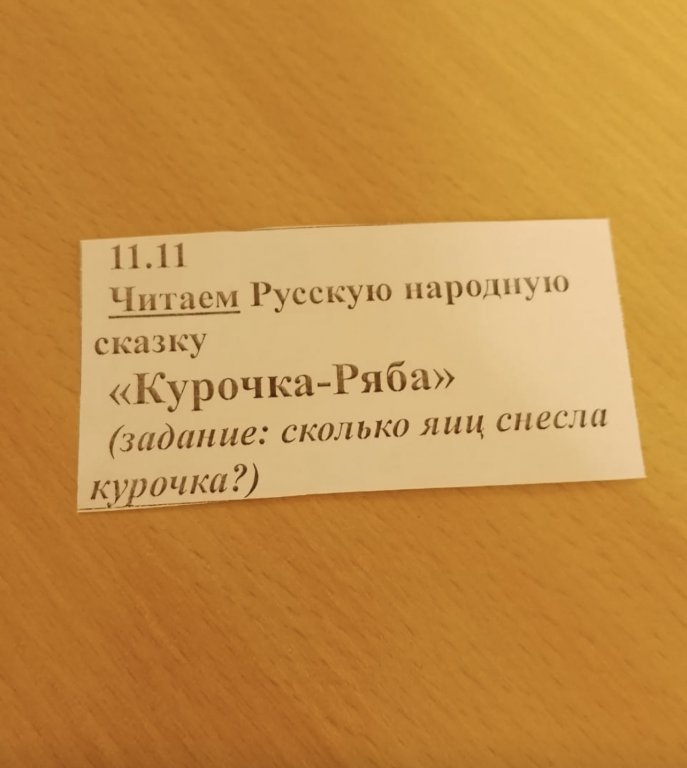 11.11
Читаем Русскую народную
сказку
«Курочка-Ряба»
(задание: сколько яиц снесла
курочка?)